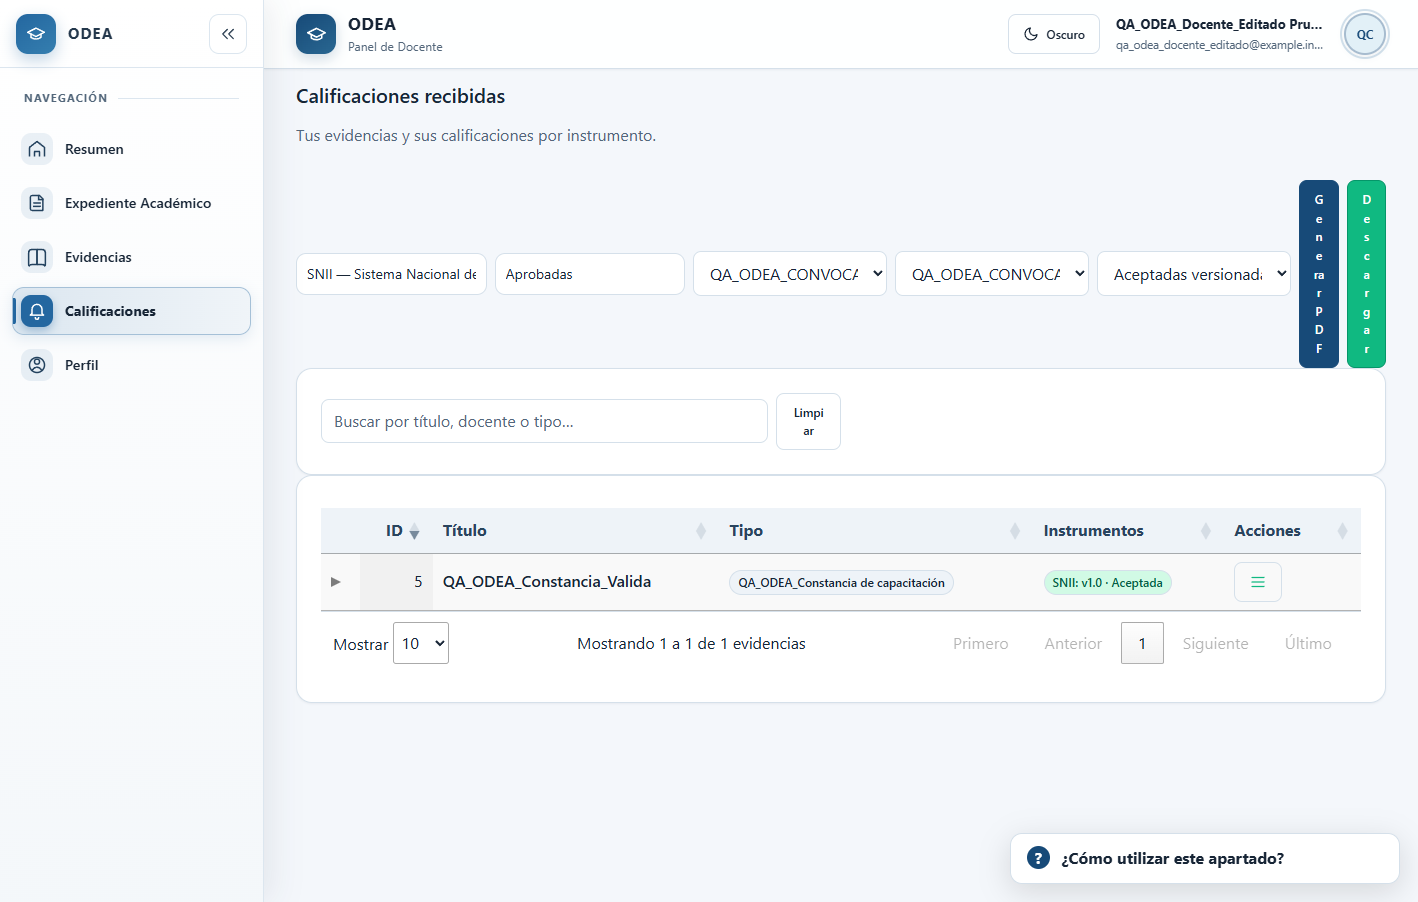 ODEA
ODEA
Panel de Docente
Oscuro
QA_ODEA_Docente_Editado Pru...
qa_odea_docente_editado@example.in...
QC
NAVEGACIÓN
Resumen
Expediente Académico
Evidencias
Calificaciones
Perfil
Calificaciones recibidas
Tus evidencias y sus calificaciones por instrumento.
SNII — Sistema Nacional de
Aprobadas
QA_ODEA_CONVOCA
QA_ODEA_CONVOCA
Aceptadas versionada
Generar PDF
Descargar
Buscar por título, docente o tipo...
Limpi
ar
ID Título Tipo Instrumentos Acciones
5 QA_ODEA_Constancia_Valida QA_ODEA_Constancia de capacitación SNII: v1.0 · Aceptada
Mostrar 10 Mostrando 1 a 1 de 1 evidencias Primero Anterior 1 Siguiente Último
? ¿Cómo utilizar este apartado?